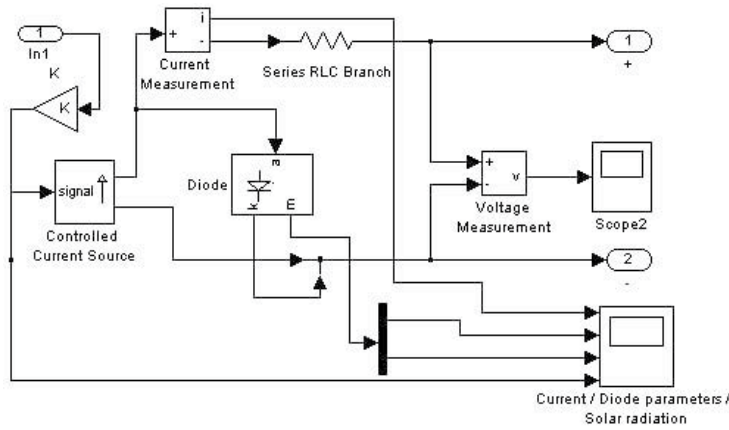 1
In1
K
K
+
i
-
Current
Measurement
Series RLC Branch
1
+
signal
Controlled
Current Source
Diode
a
k
m
+
-
v
Voltage
Measurement
Scope2
2
-
Current / Diode parameters /
Solar radiation